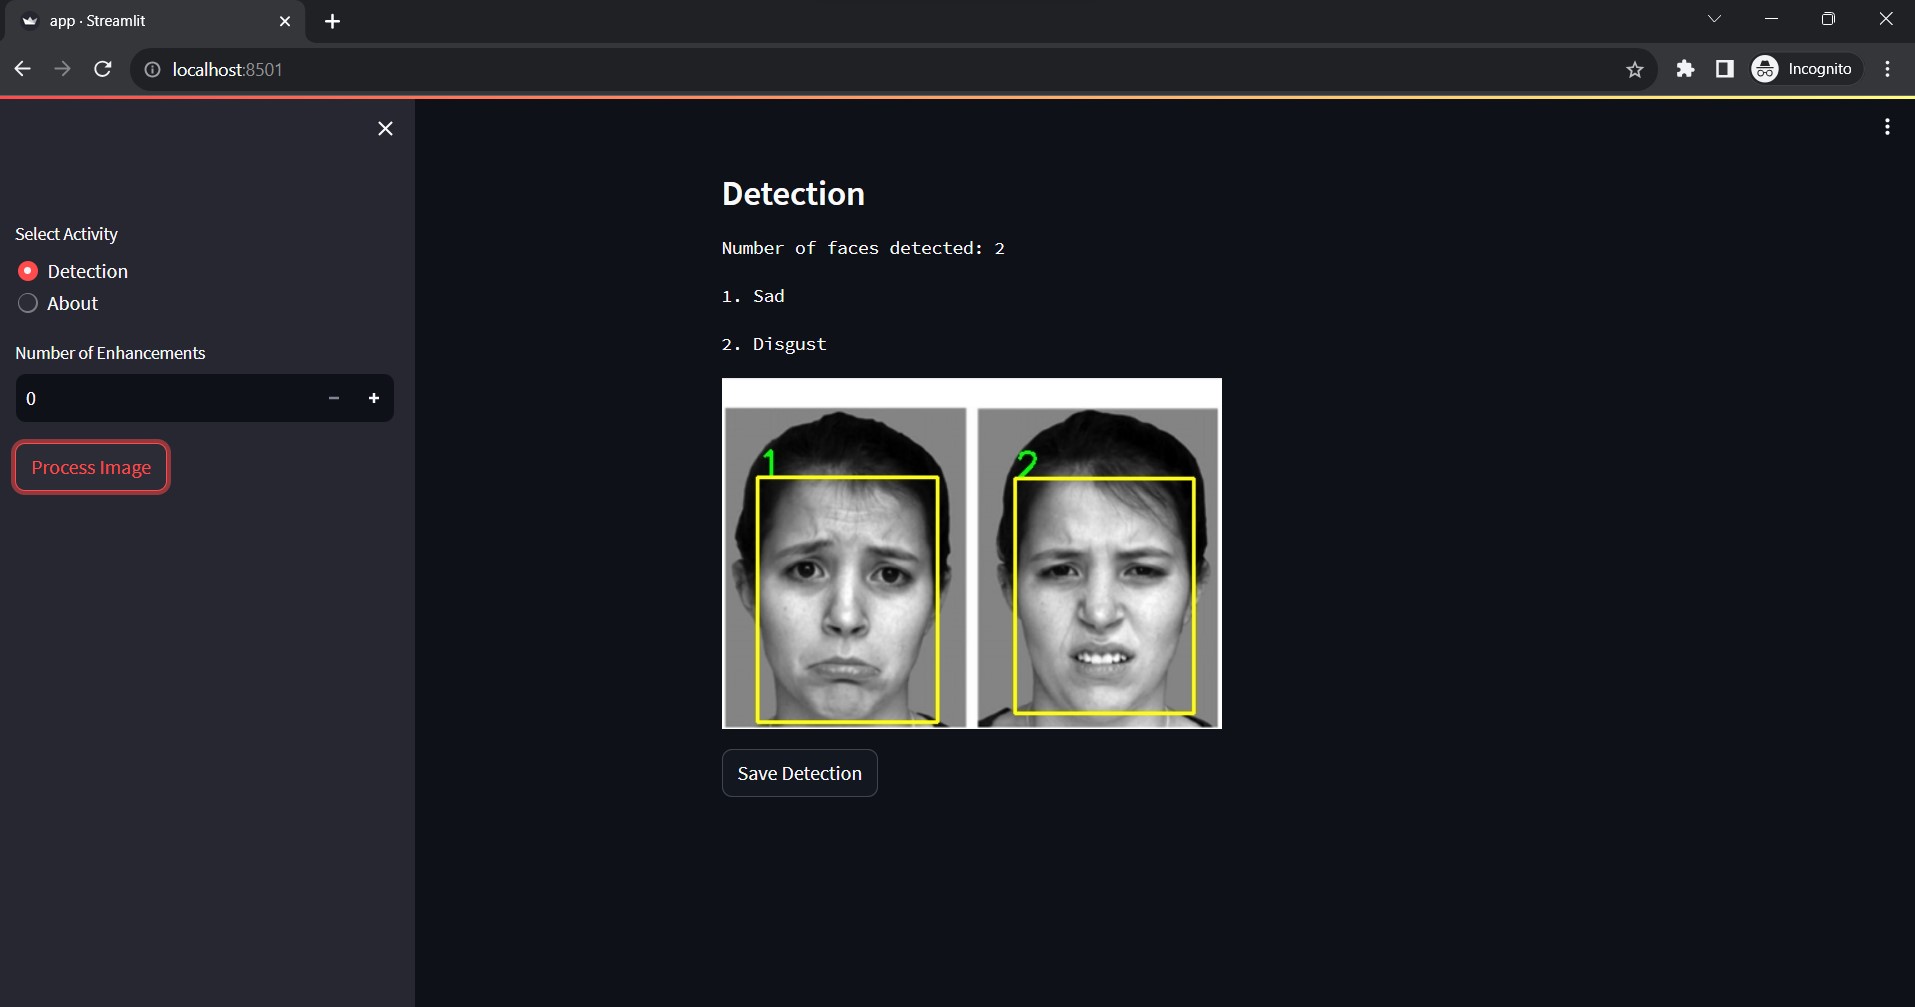 app · Streamlit
localhost:8501
Incognito
Select Activity
Detection
About
Number of Enhancements
0
Process Image
Detection
Number of faces detected: 2
1. Sad
2. Disgust
1
2
Save Detection